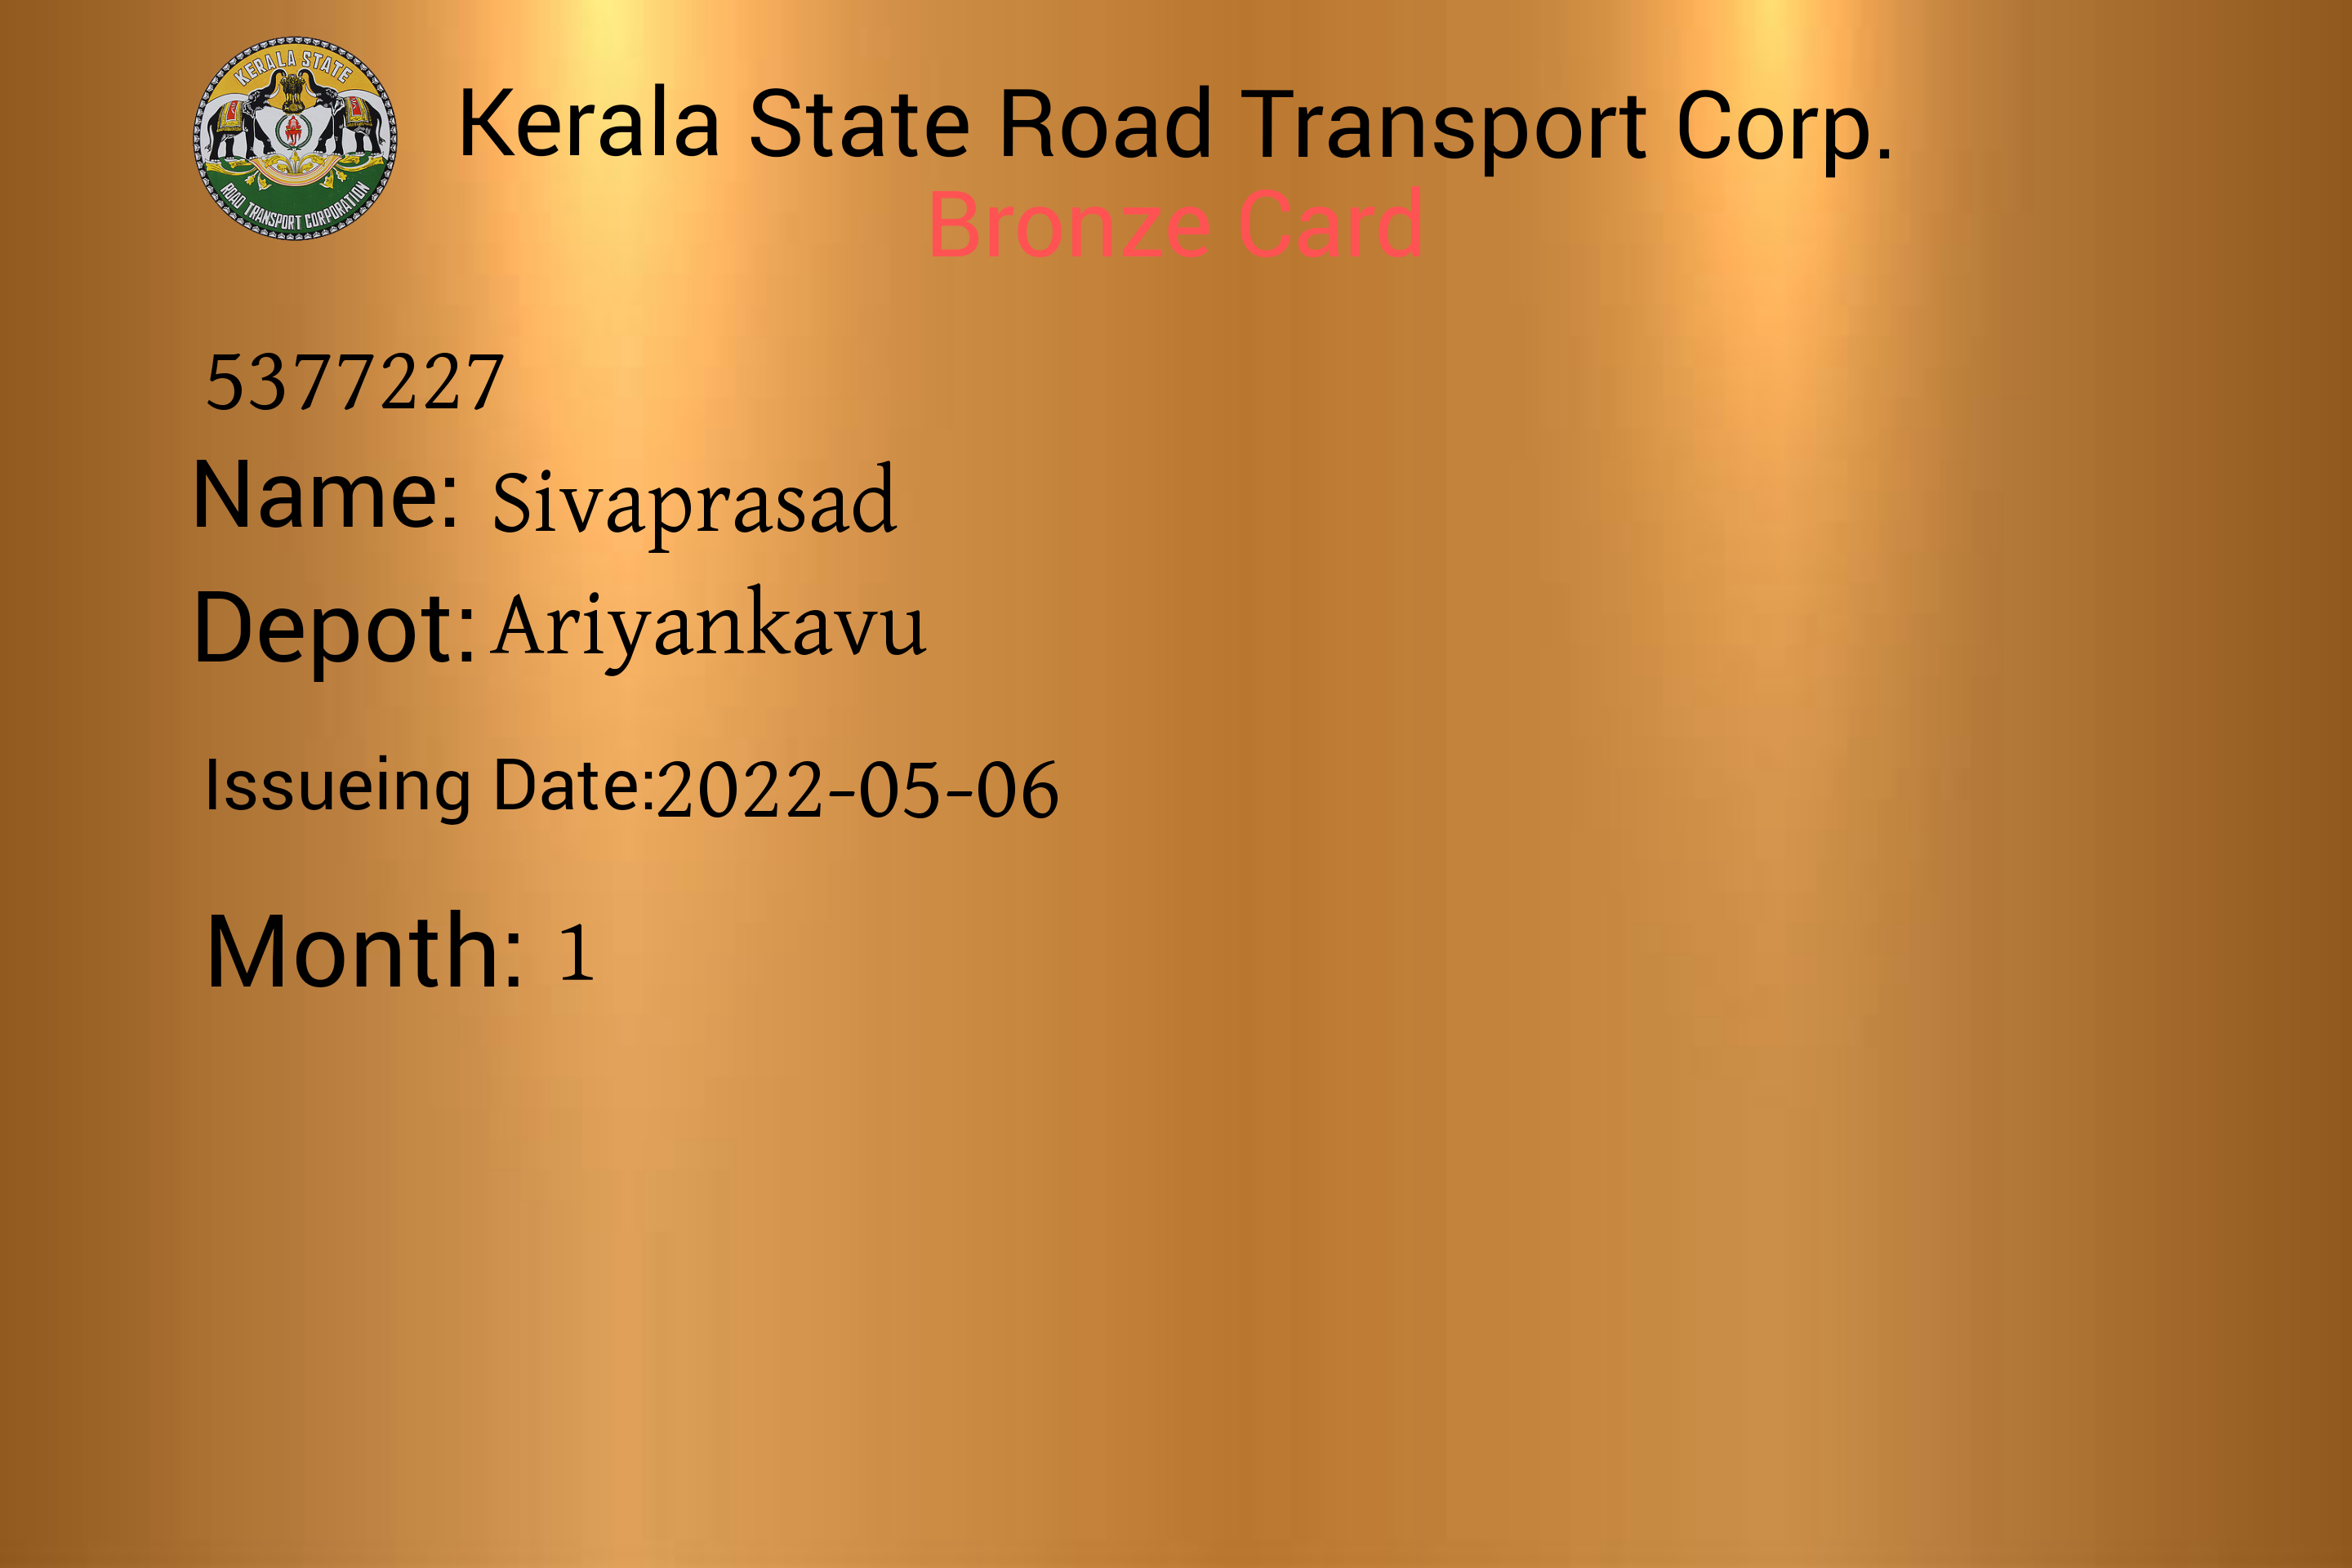 KERALA STATE
ROAD TRANSPORT CORPORATION
Kerala State Road Transport Corp.
Bronze Card
5377227
Name: Sivaprasad
Depot: Ariyankavu
Issueing Date:2022-05-06
Month: 1